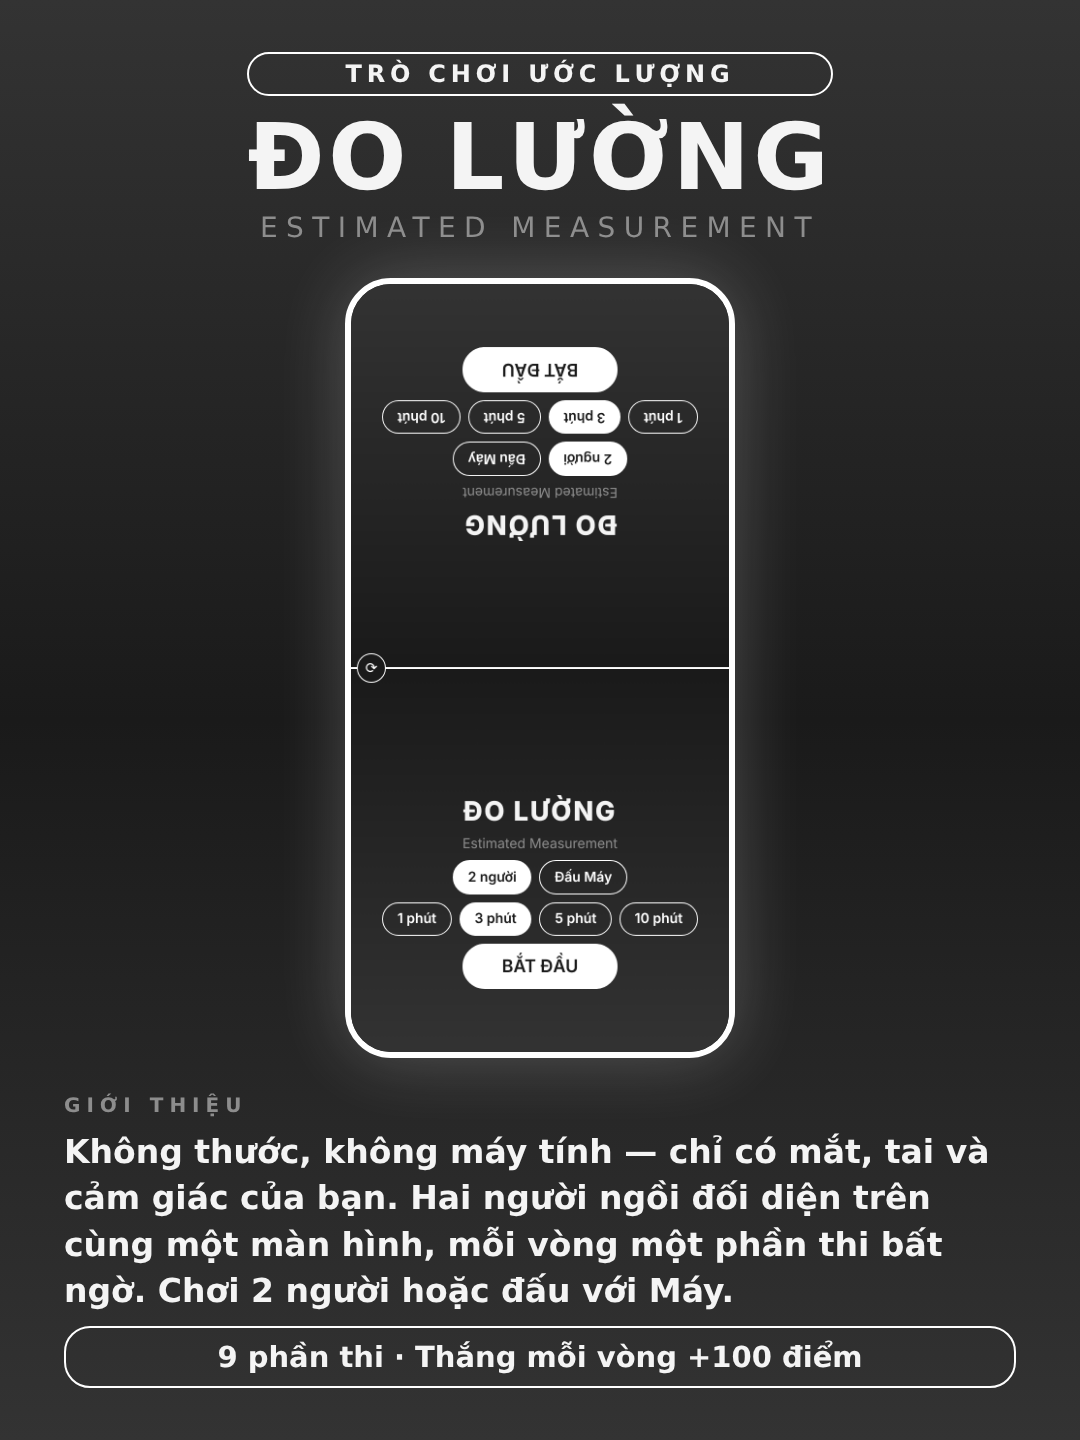 TRÒ CHƠI ƯỚC LƯỢNG
ĐO LƯỜNG
ESTIMATED MEASUREMENT
BẮT ĐẦU
1 phút 3 phút 5 phút 10 phút
2 người Đấu Máy
Estimated Measurement
ĐO LƯỜNG
⟳
ĐO LƯỜNG
Estimated Measurement
2 người Đấu Máy
1 phút 3 phút 5 phút 10 phút
BẮT ĐẦU
GIỚI THIỆU
Không thước, không máy tính — chỉ có mắt, tai và
cảm giác của bạn. Hai người ngồi đối diện trên
cùng một màn hình, mỗi vòng một phần thi bất
ngờ. Chơi 2 người hoặc đấu với Máy.
9 phần thi · Thắng mỗi vòng +100 điểm